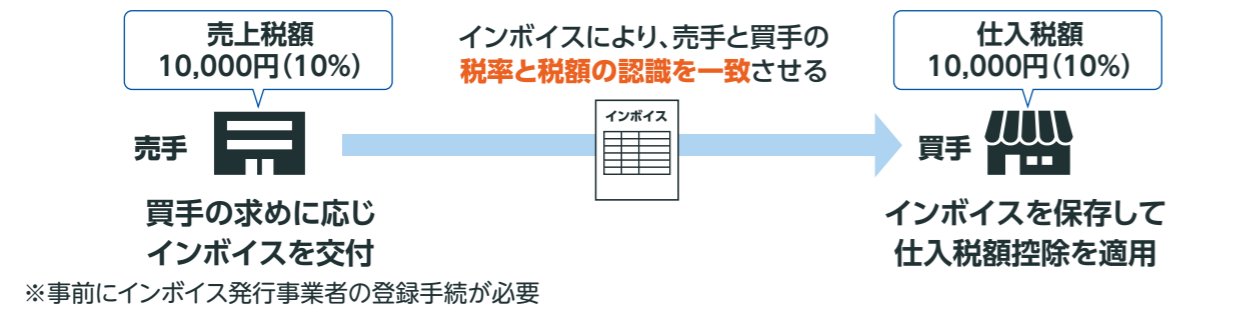 売上税額
10,000円（10%）
インボイスにより、売手と買手の
税率と税額の認識を一致させる
仕入税額
10,000円（10%）
インボイス
売手
買手
買手の求めに応じ
インボイスを交付
インボイスを保存して
仕入税額控除を適用
※事前にインボイス発行事業者の登録手続が必要